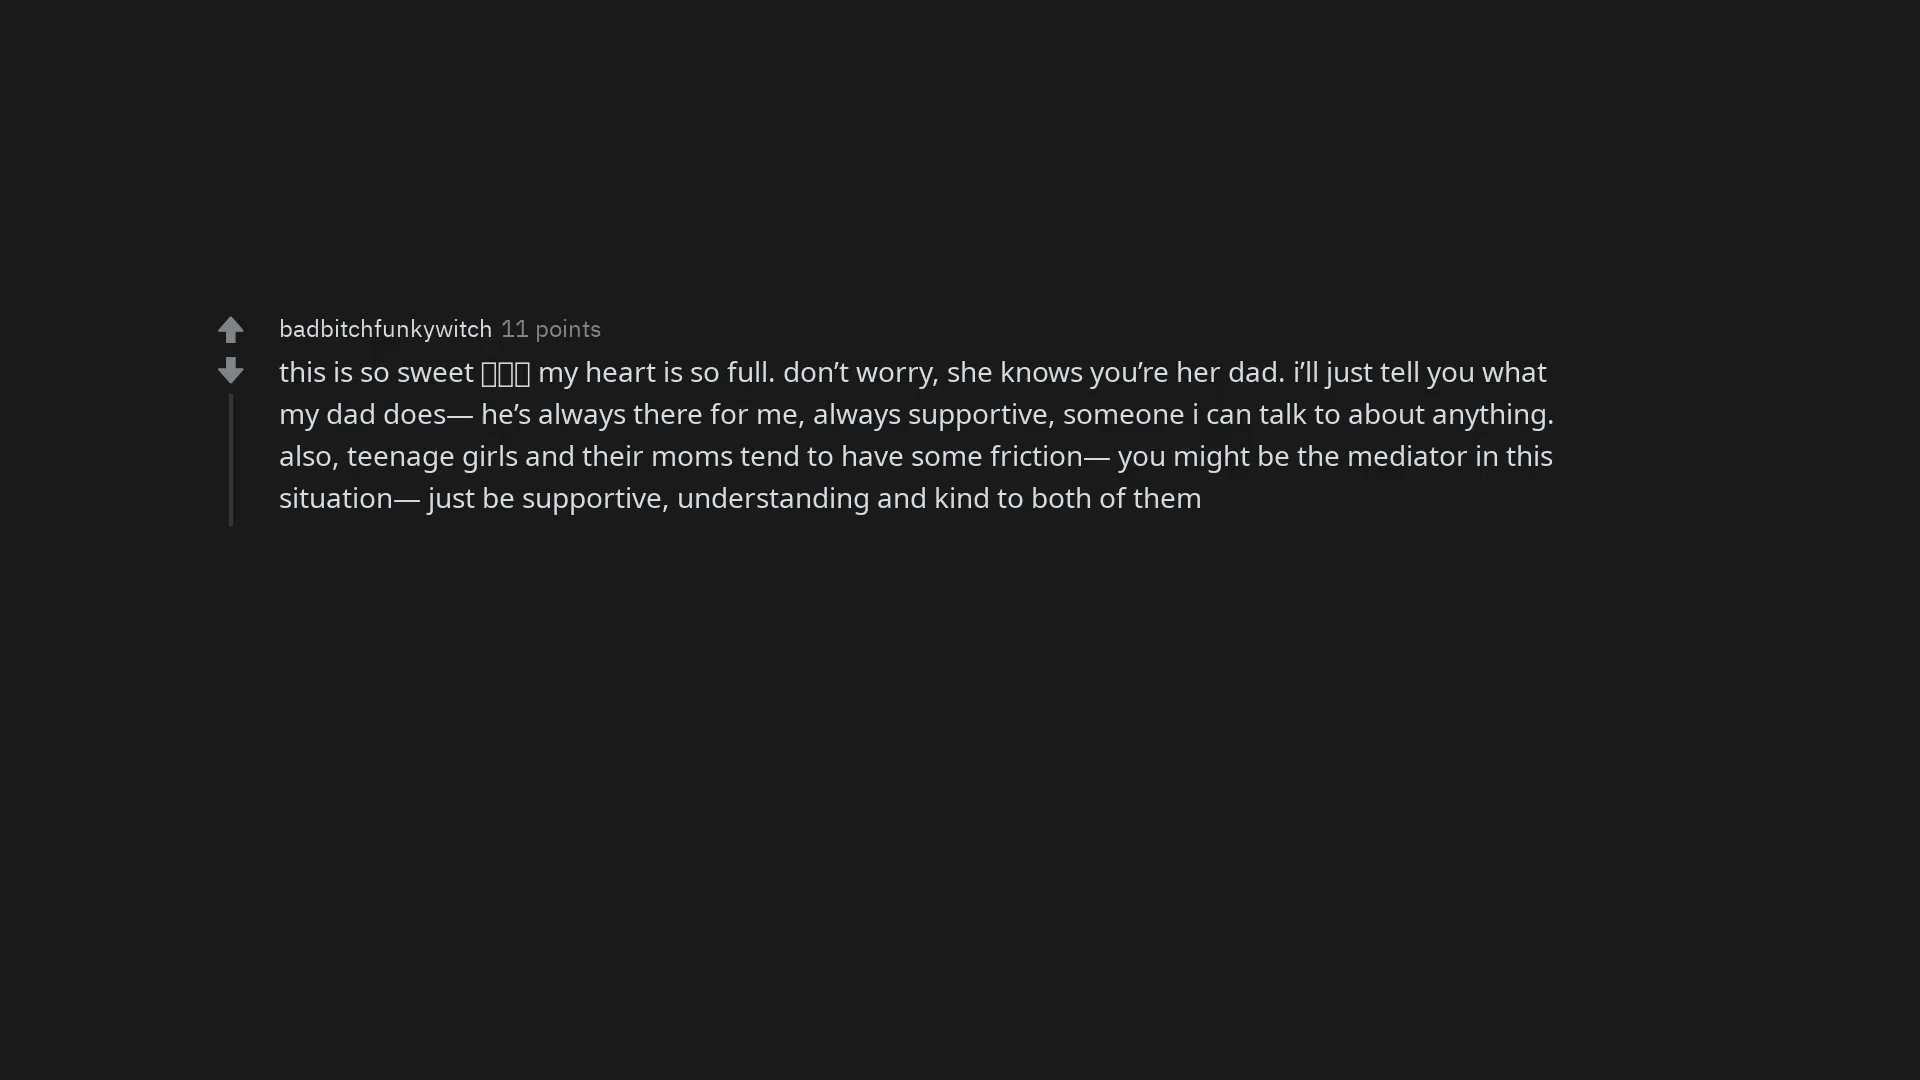 badbitchfunkywitch 11 points
this is so sweet □□□ my heart is so full. don’t worry, she knows you’re her dad. i’ll just tell you what
my dad does— he’s always there for me, always supportive, someone i can talk to about anything.
also, teenage girls and their moms tend to have some friction— you might be the mediator in this
situation— just be supportive, understanding and kind to both of them